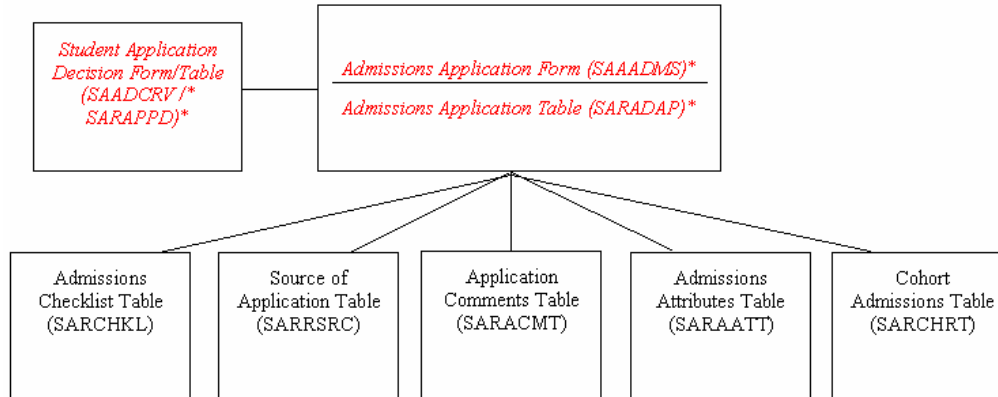 Student Application
Decision Form/Table
(SAADCRV /*
SARAPPD)*
Admissions Application Form (SAAADMS)*
Admissions Application Table (SARADAP)*
Admissions
Checklist Table
(SARCHKL)
Source of
Application Table
(SARRSRC)
Application
Comments Table
(SARACMT)
Admissions
Attributes Table
(SARAATT)
Cohort
Admissions Table
(SARCHRT)